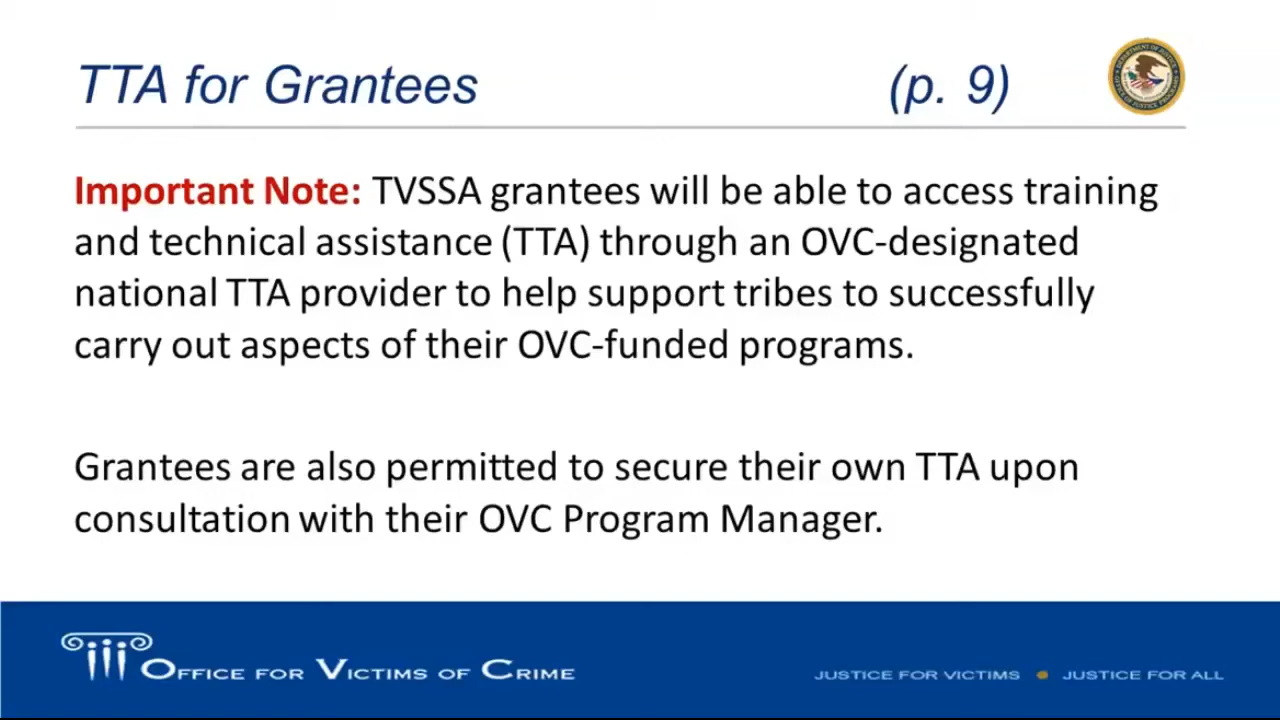 TTA for Grantees (p. 9)
Important Note: TVSSA grantees will be able to access training
and technical assistance (TTA) through an OVC-designated
national TTA provider to help support tribes to successfully
carry out aspects of their OVC-funded programs.
Grantees are also permitted to secure their own TTA upon
consultation with their OVC Program Manager.
OFFICE FOR VICTIMS OF CRIME
JUSTICE FOR VICTIMS • JUSTICE FOR ALL